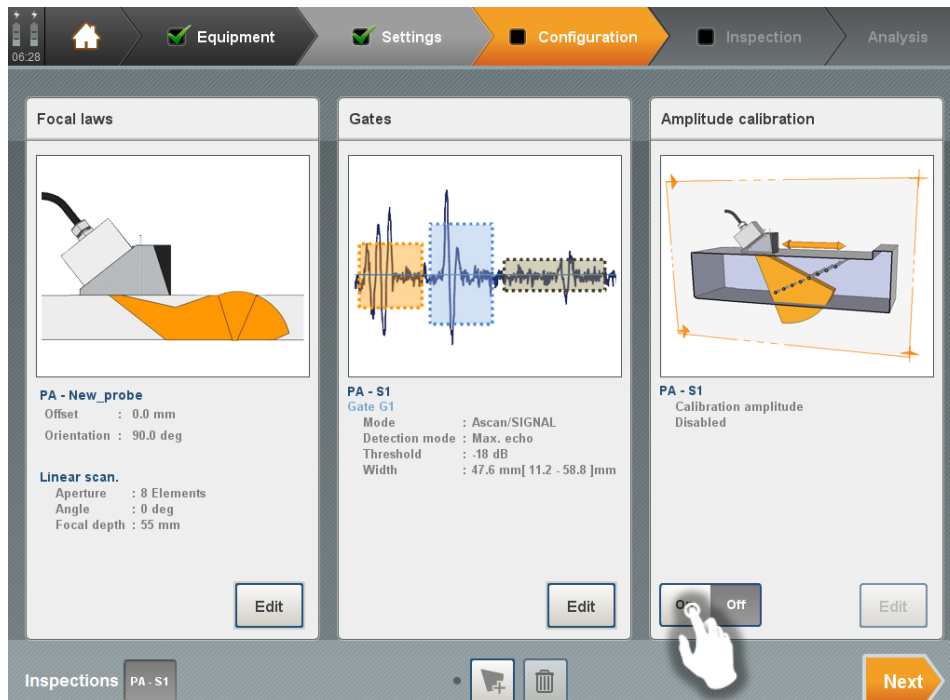 06:28
Equipment
Settings
Configuration
Inspection
Analysis
Focal laws
PA - New_probe
Offset : 0.0 mm
Orientation : 90.0 deg
Linear scan.
Aperture : 8 Elements
Angle : 0 deg
Focal depth : 55 mm
Edit
Gates
PA - S1
Gate G1
Mode : Ascan/SIGNAL
Detection mode : Max. echo
Threshold : -18 dB
Width : 47.6 mm[ 11.2 - 58.8 ]mm
Edit
Amplitude calibration
PA - S1
Calibration amplitude
Disabled
On Off
Edit
Inspections PA - S1
Next